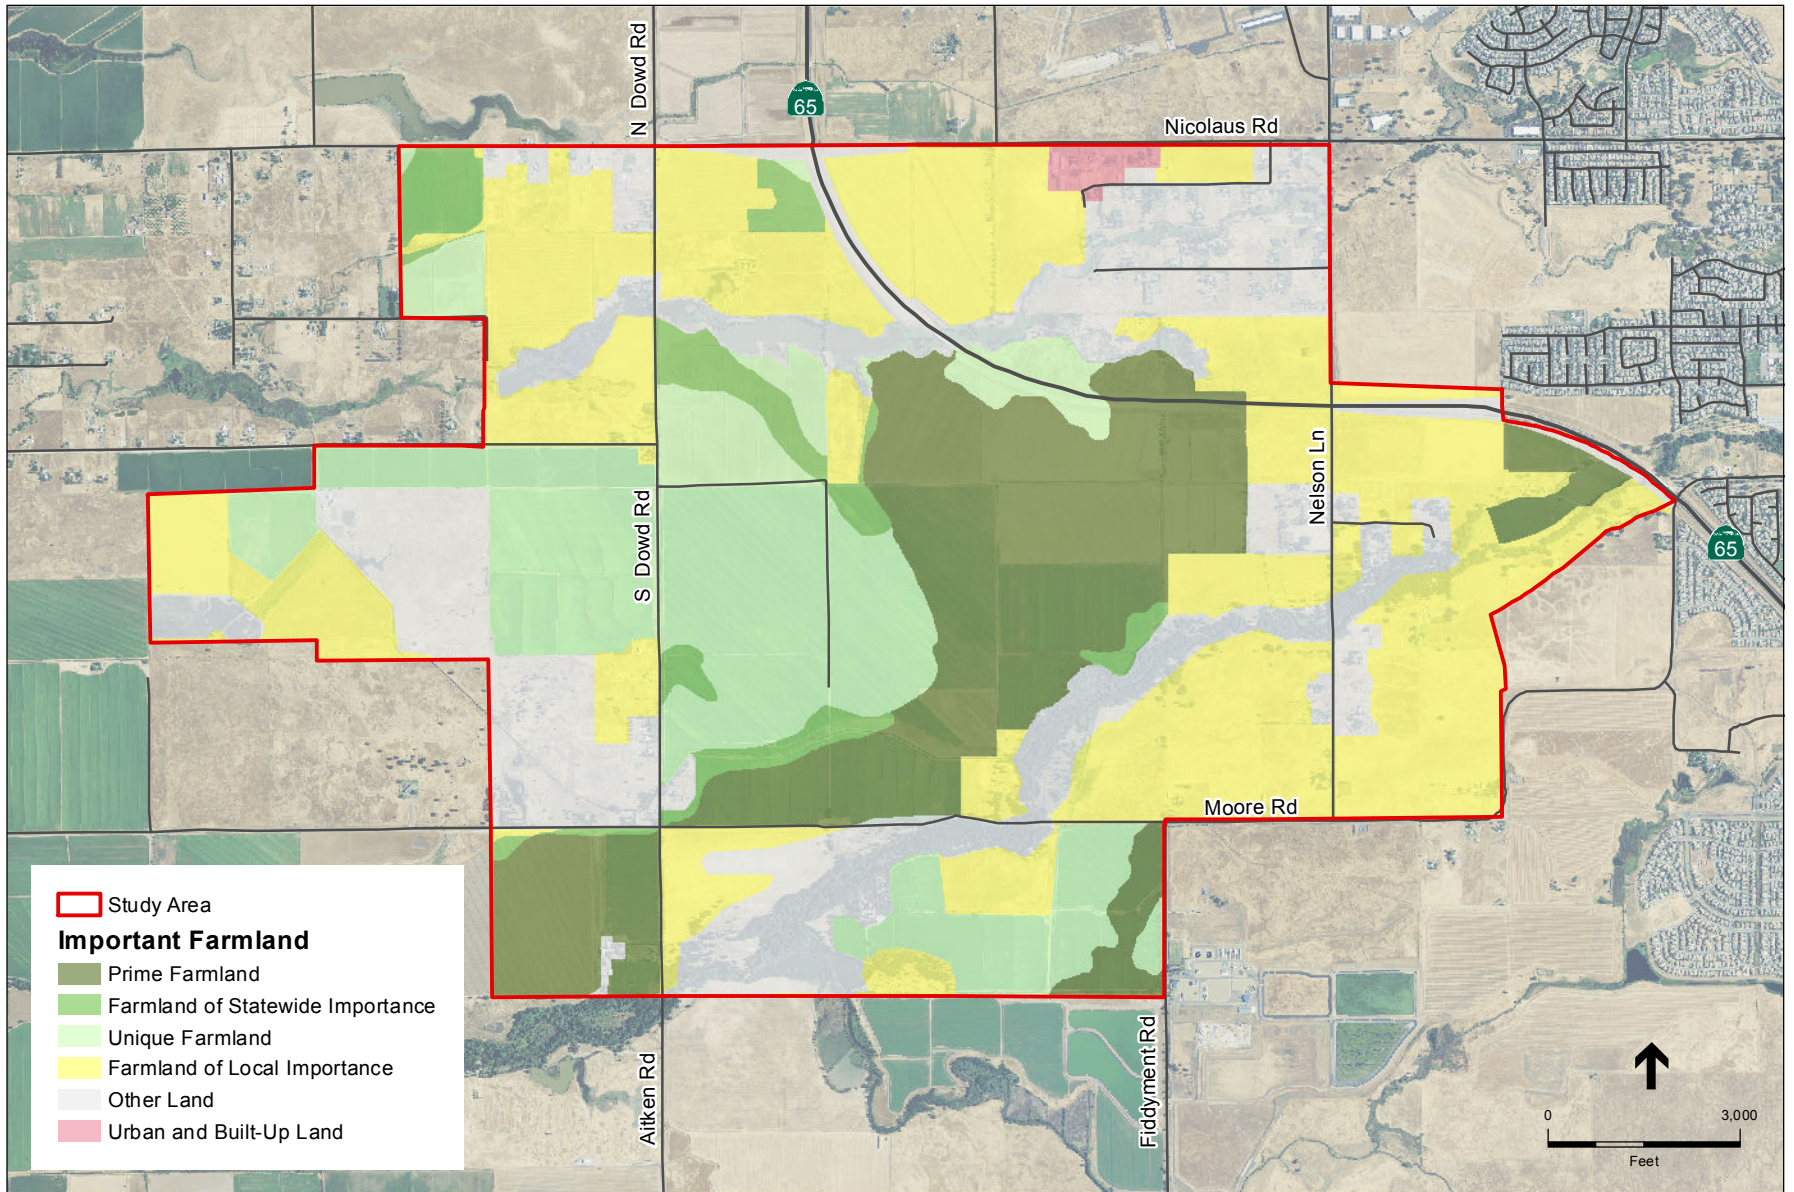 N Dowd Rd
65
Nicolaus Rd
Nelson Ln
S Dowd Rd
65
Moore Rd
Study Area
Important Farmland
Prime Farmland
Farmland of Statewide Importance
Unique Farmland
Farmland of Local Importance
Other Land
Urban and Built-Up Land
Aitken Rd
Fiddyment Rd
0 3,000
Feet